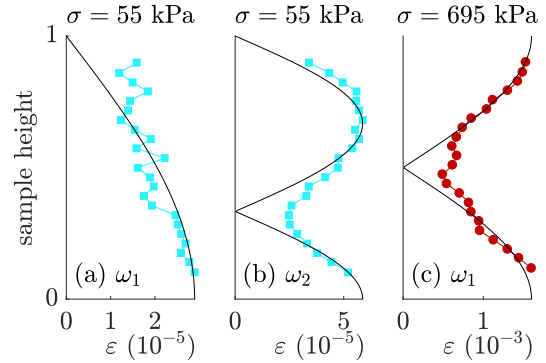 σ = 55 kPa σ = 55 kPa σ = 695 kPa
1
sample height
(a) ω₁ (b) ω₂ (c) ω₁
0
0 1 2 0 5 0 1
ε (10⁻⁵) ε (10⁻⁵) ε (10⁻³)